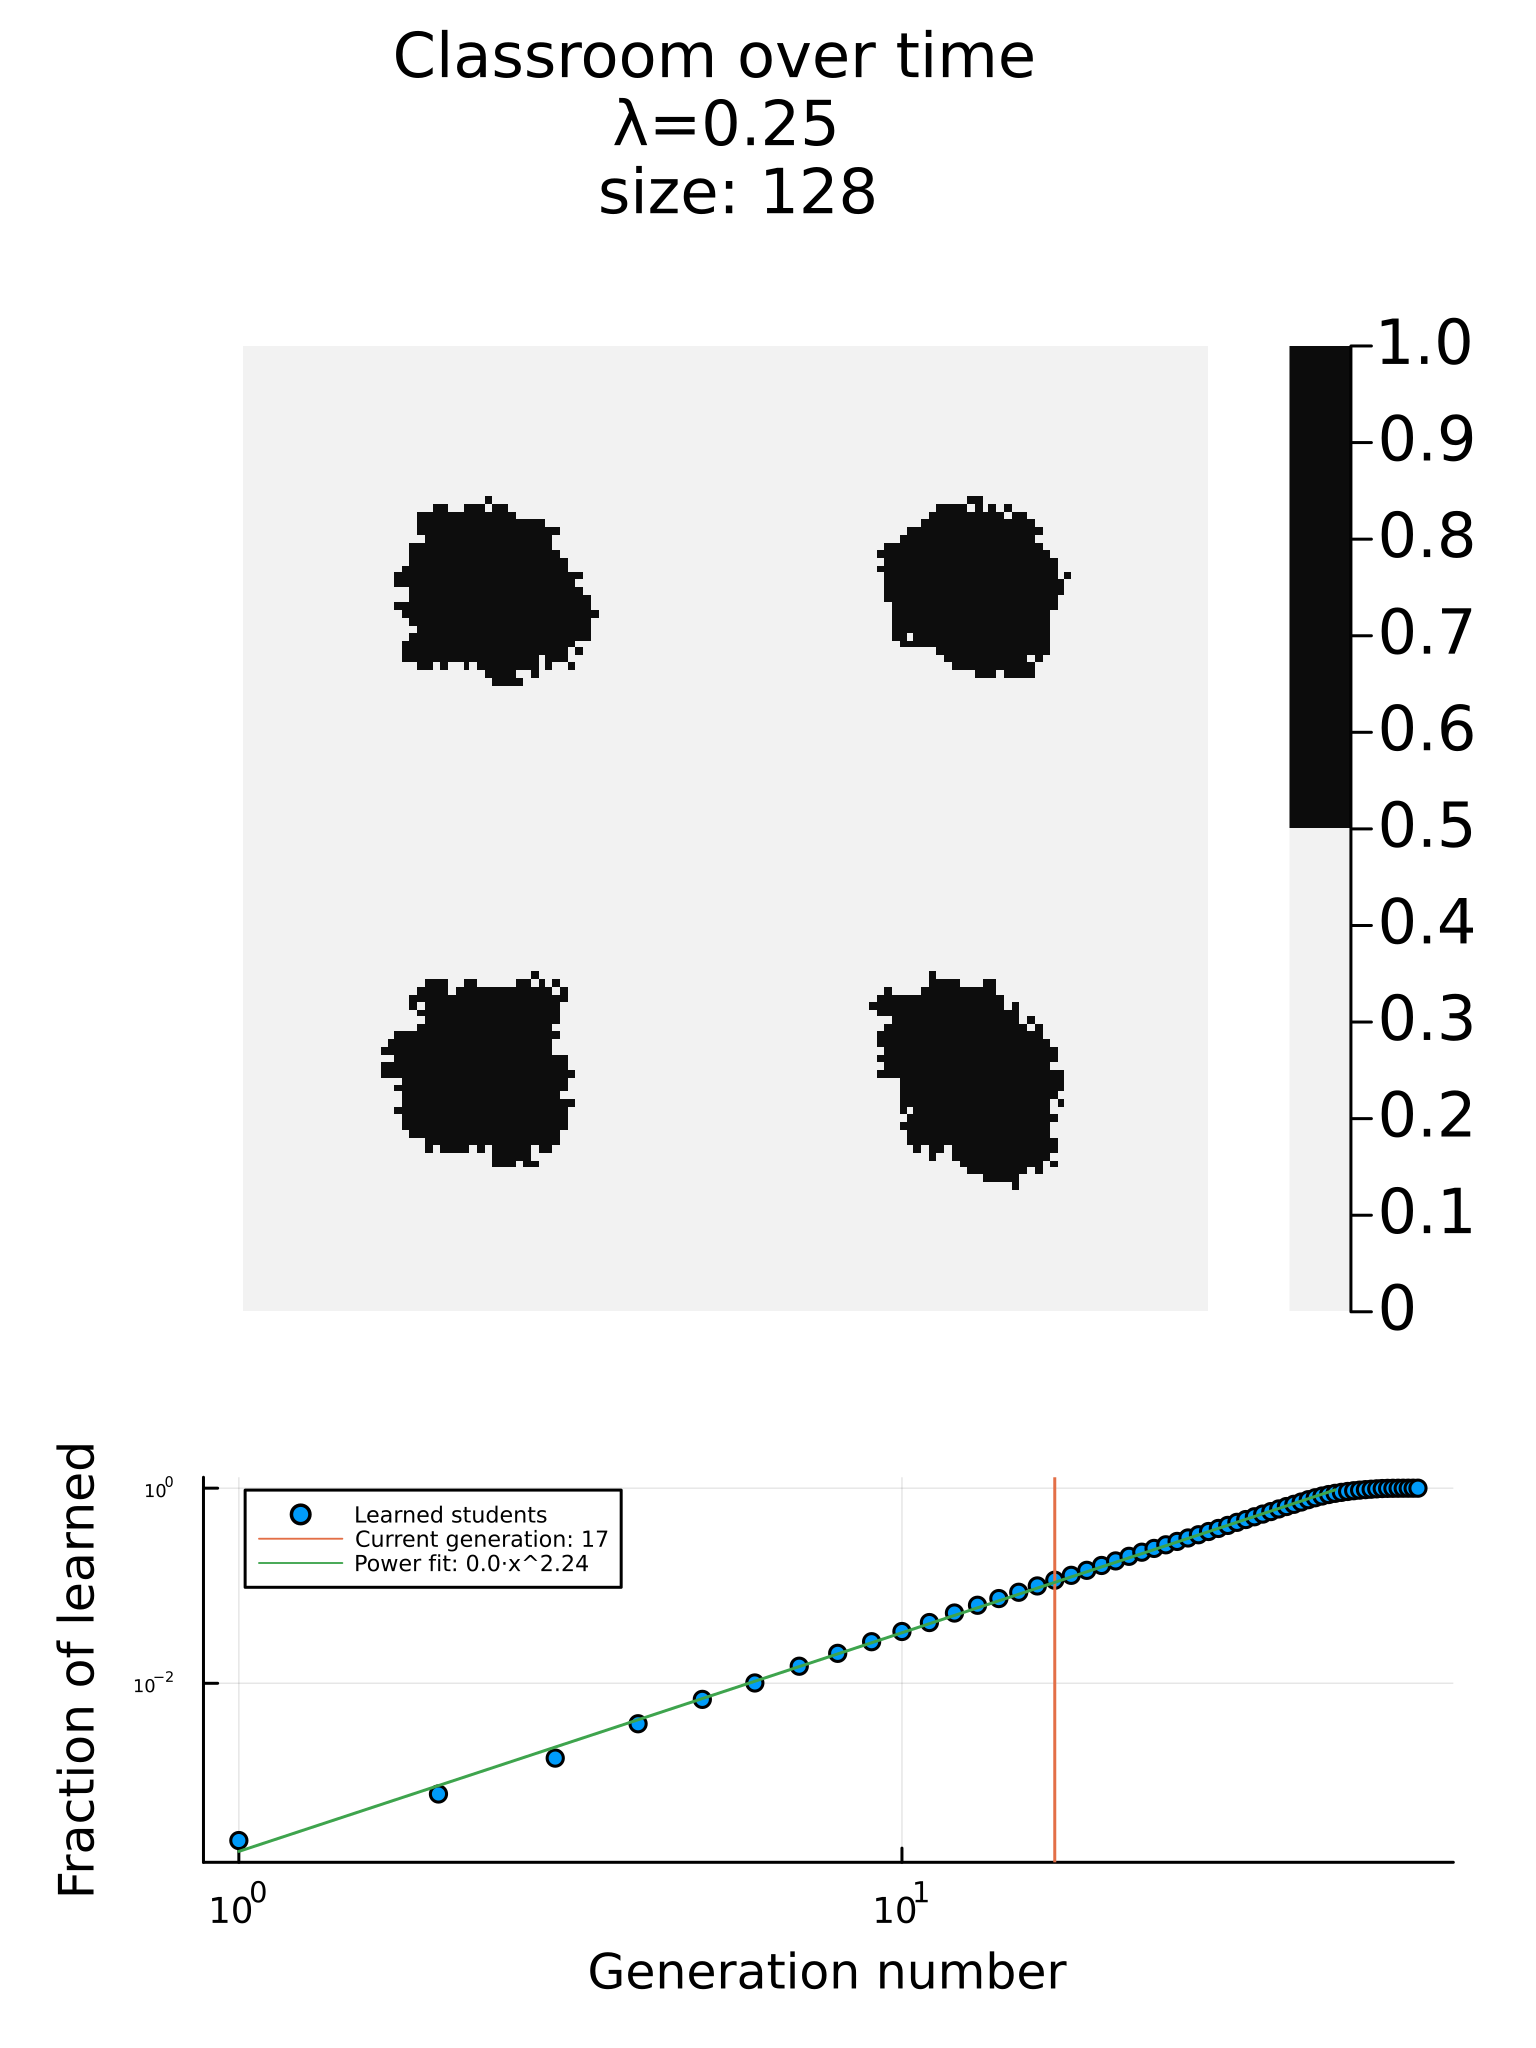 Classroom over time
λ=0.25
size: 128
1.0
0.9
0.8
0.7
0.6
0.5
0.4
0.3
0.2
0.1
0
Fraction of learned
10^0
10^-2
Learned students
Current generation: 17
Power fit: 0.0·x^2.24
10^0
10^1
Generation number